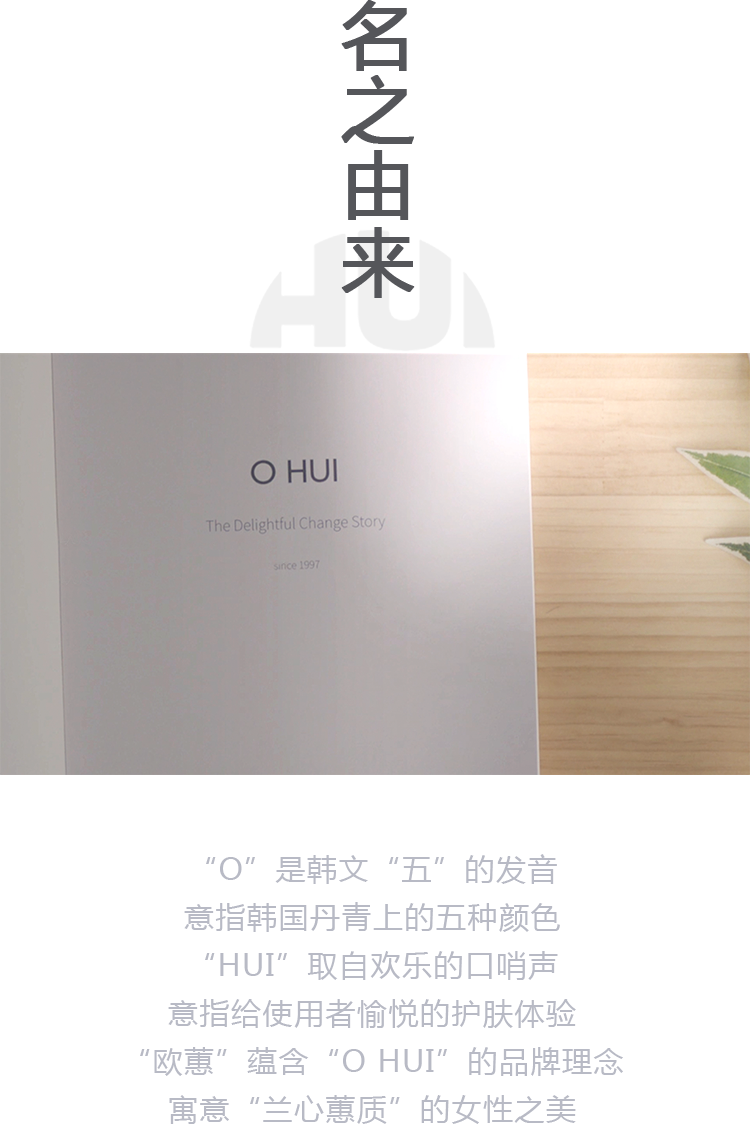 名之由来
HUI
O HUI
The Delightful Change Story
since 1997
“O”是韩文“五”的发音
意指韩国丹青上的五种颜色
“HUI”取自欢乐的口哨声
意指给使用者愉悦的护肤体验
“欧蕙”蕴含“O HUI”的品牌理念
寓意“兰心蕙质”的女性之美